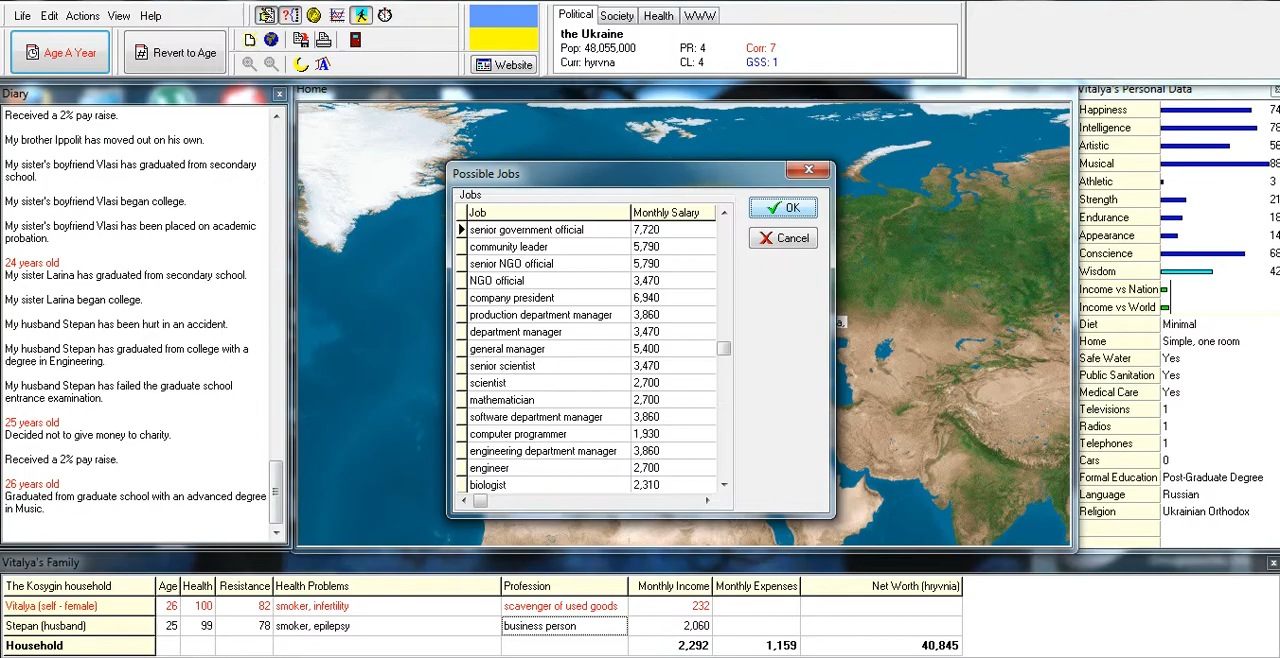 Life Edit Actions View Help
Age A Year
Revert to Age
Website
Political Society Health WWW
the Ukraine
Pop: 48,055,000 PR: 4 Corr: 7
Curr: hyrvna CL: 4 GSS: 1
Diary
Received a 2% pay raise.
My brother Ippolit has moved out on his own.
My sister's boyfriend Vlasi has graduated from secondary
school.
My sister's boyfriend Vlasi began college.
My sister's boyfriend Vlasi has been placed on academic
probation.
24 years old
My sister Larina has graduated from secondary school.
My sister Larina began college.
My husband Stepan has been hurt in an accident.
My husband Stepan has graduated from college with a
degree in Engineering.
My husband Stepan has failed the graduate school
entrance examination.
25 years old
Decided not to give money to charity.
Received a 2% pay raise.
26 years old
Graduated from graduate school with an advanced degree
in Music.
Home
Possible Jobs
Jobs
Job Monthly Salary
senior government official 7,720
community leader 5,790
senior NGO official 5,790
NGO official 3,470
company president 6,940
production department manager 3,860
department manager 3,470
general manager 5,400
senior scientist 3,470
scientist 2,700
mathematician 2,700
software department manager 3,860
computer programmer 1,930
engineering department manager 3,860
engineer 2,700
biologist 2,310
OK
Cancel
Vitalya's Personal Data
Happiness 74
Intelligence 78
Artistic 56
Musical 88
Athletic 3
Strength 21
Endurance 18
Appearance 14
Conscience 68
Wisdom 42
Income vs Nation
Income vs World
Diet Minimal
Home Simple, one room
Safe Water Yes
Public Sanitation Yes
Medical Care Yes
Televisions 1
Radios 1
Telephones 1
Cars 0
Formal Education Post-Graduate Degree
Language Russian
Religion Ukrainian Orthodox
Vitalya's Family
The Kosygin household Age Health Resistance Health Problems Profession Monthly Income Monthly Expenses Net Worth (hryvnia)
Vitalya (self - female) 26 100 82 smoker, infertility scavenger of used goods 232
Stepan (husband) 25 99 78 smoker, epilepsy business person 2,060
Household 2,292 1,159 40,845